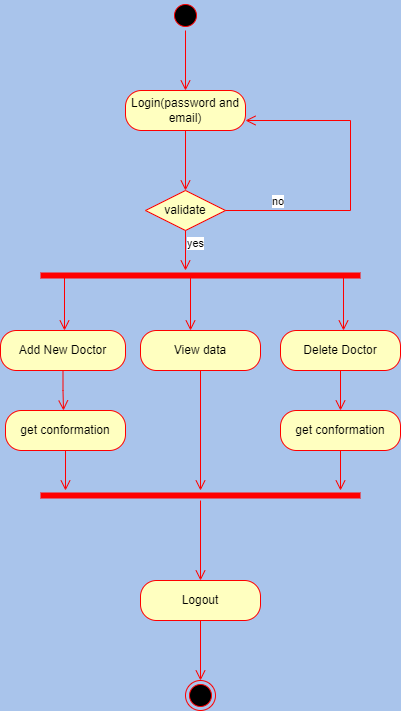 Login(password and
email)
validate
no
yes
Add New Doctor
View data
Delete Doctor
get conformation
get conformation
Logout